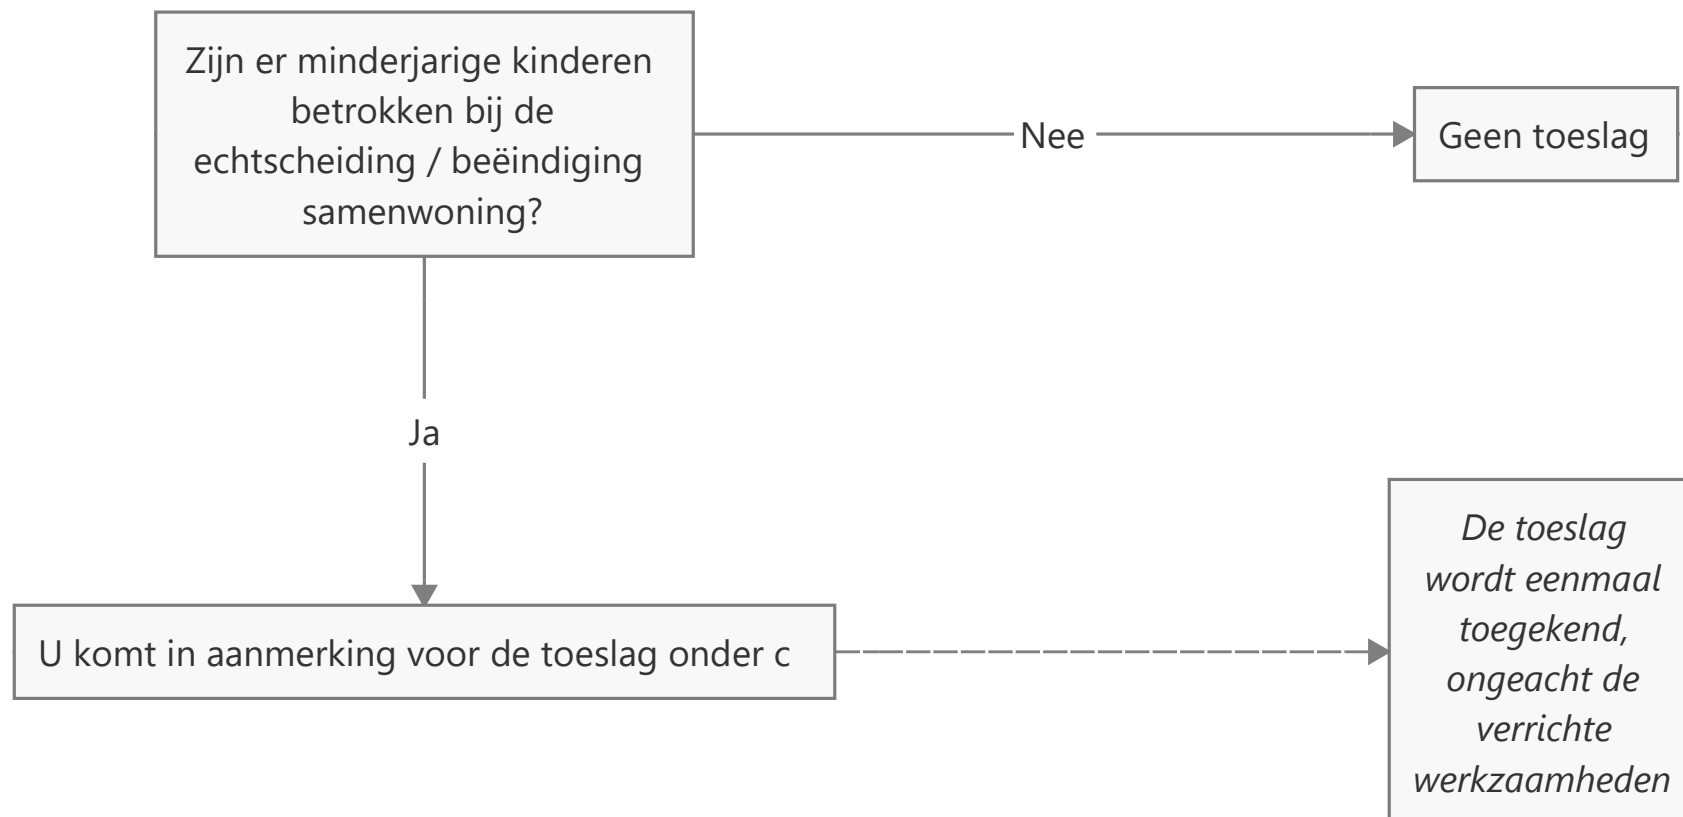 Zijn er minderjarige kinderen
betrokken bij de
echtscheiding / beëindiging
samenwoning?
Nee
Geen toeslag
Ja
U komt in aanmerking voor de toeslag onder c
De toeslag
wordt eenmaal
toegekend,
ongeacht de
verrichte
werkzaamheden